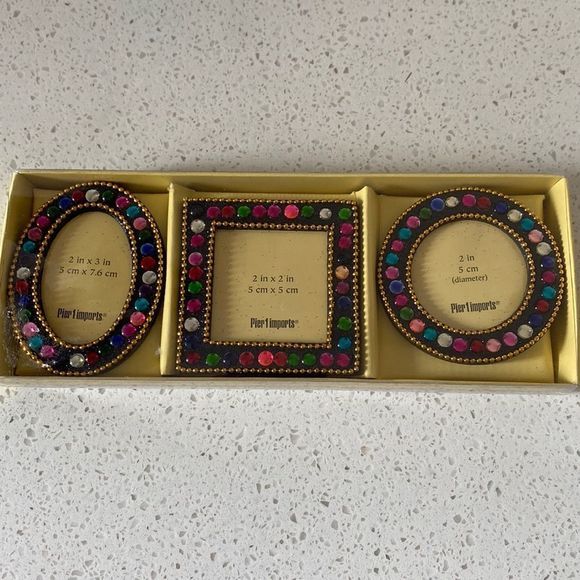 2 in x 3 in
5 cm x 7.6 cm
Pier 1 imports®
2 in x 2 in
5 cm x 5 cm
Pier 1 imports®
2 in
5 cm
(diameter)
Pier 1 imports®